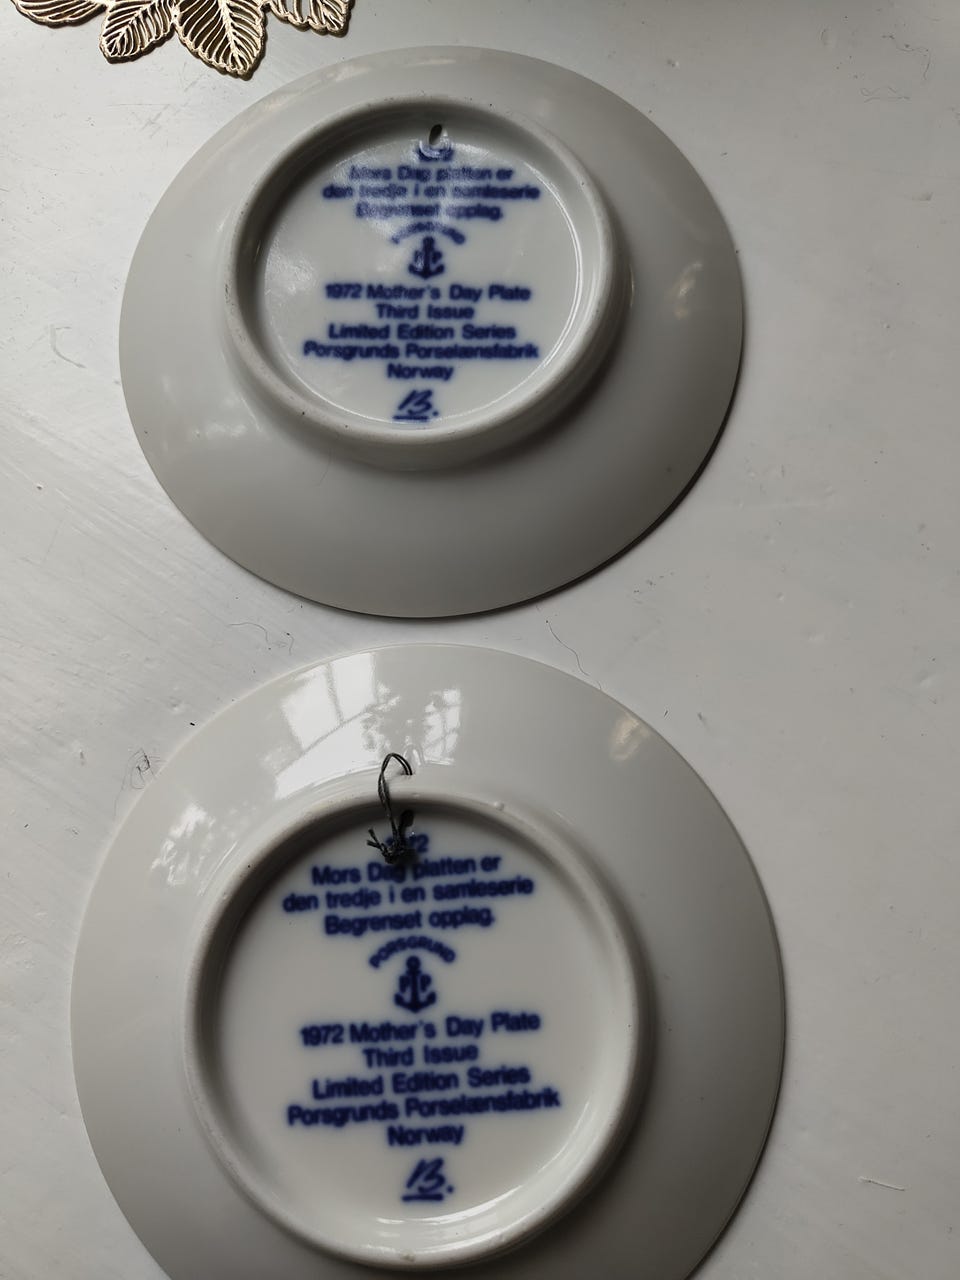 Mors Dag platten er
den tredje i en samleserie
Begrenset opplag.
PORSGRUND
P P
1972 Mother's Day Plate
Third Issue
Limited Edition Series
Porsgrunds Porselænsfabrik
Norway
B.
Mors Dag platten er
den tredje i en samleserie
Begrenset opplag.
PORSGRUND
P P
1972 Mother's Day Plate
Third Issue
Limited Edition Series
Porsgrunds Porselænsfabrik
Norway
B.